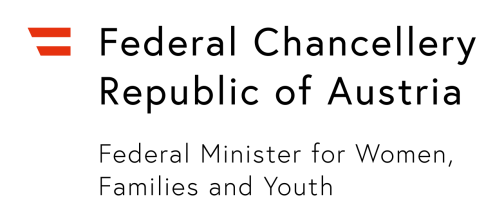 Federal Chancellery
Republic of Austria
Federal Minister for Women,
Families and Youth